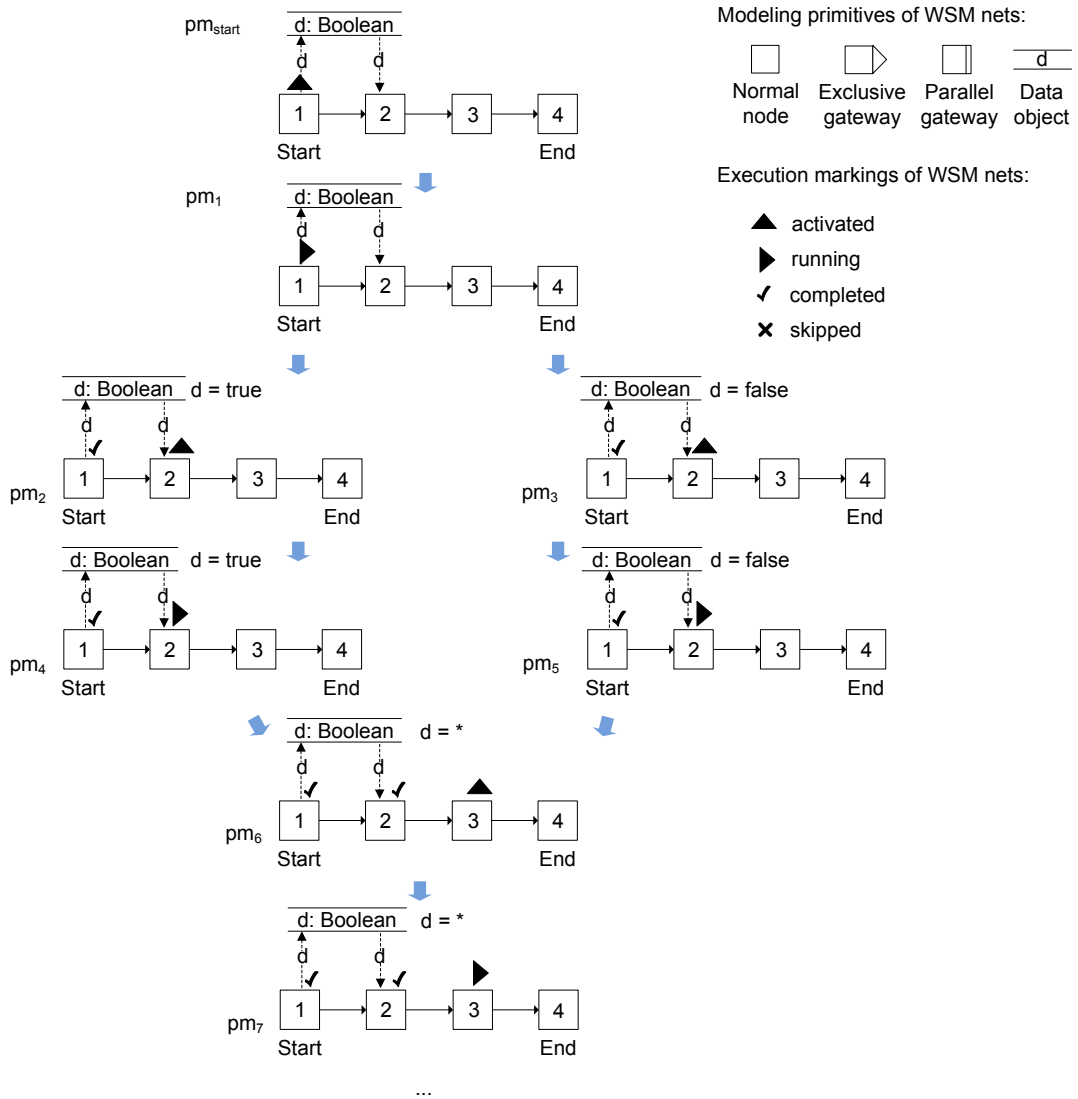 pmstart
d: Boolean
d d
1 2 3 4
Start End
Modeling primitives of WSM nets:
d
Normal node
Exclusive gateway
Parallel gateway
Data object
Execution markings of WSM nets:
activated
running
completed
skipped
pm1
d: Boolean
d d
1 2 3 4
Start End
d: Boolean d = true
d d
1 2 3 4
pm2
Start End
d: Boolean d = false
d d
1 2 3 4
pm3
Start End
d: Boolean d = true
d d
1 2 3 4
pm4
Start End
d: Boolean d = false
d d
1 2 3 4
pm5
Start End
d: Boolean d = *
d d
1 2 3 4
pm6
Start End
d: Boolean d = *
d d
1 2 3 4
pm7
Start End
...